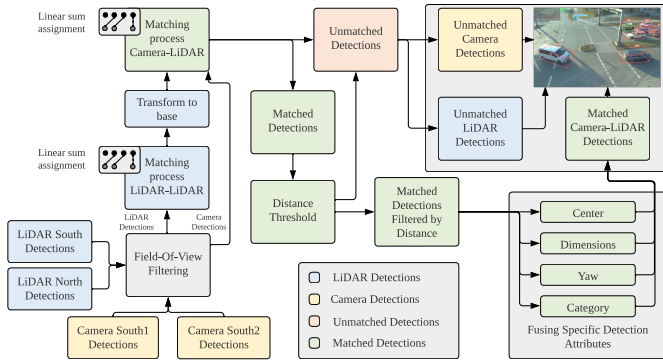 Linear sum
assignment
Matching
process
Camera-LiDAR
Unmatched
Detections
Unmatched
Camera
Detections
Transform to
base
Matched
Detections
Unmatched
LiDAR
Detections
Matched
Camera-LiDAR
Detections
Linear sum
assignment
Matching
process
LiDAR-LiDAR
Distance
Threshold
Matched
Detections
Filtered by
Distance
LiDAR
Detections
Camera
Detections
LiDAR South
Detections
LiDAR North
Detections
Field-Of-View
Filtering
Camera South1
Detections
Camera South2
Detections
LiDAR Detections
Camera Detections
Unmatched Detections
Matched Detections
Center
Dimensions
Yaw
Category
Fusing Specific Detection
Attributes